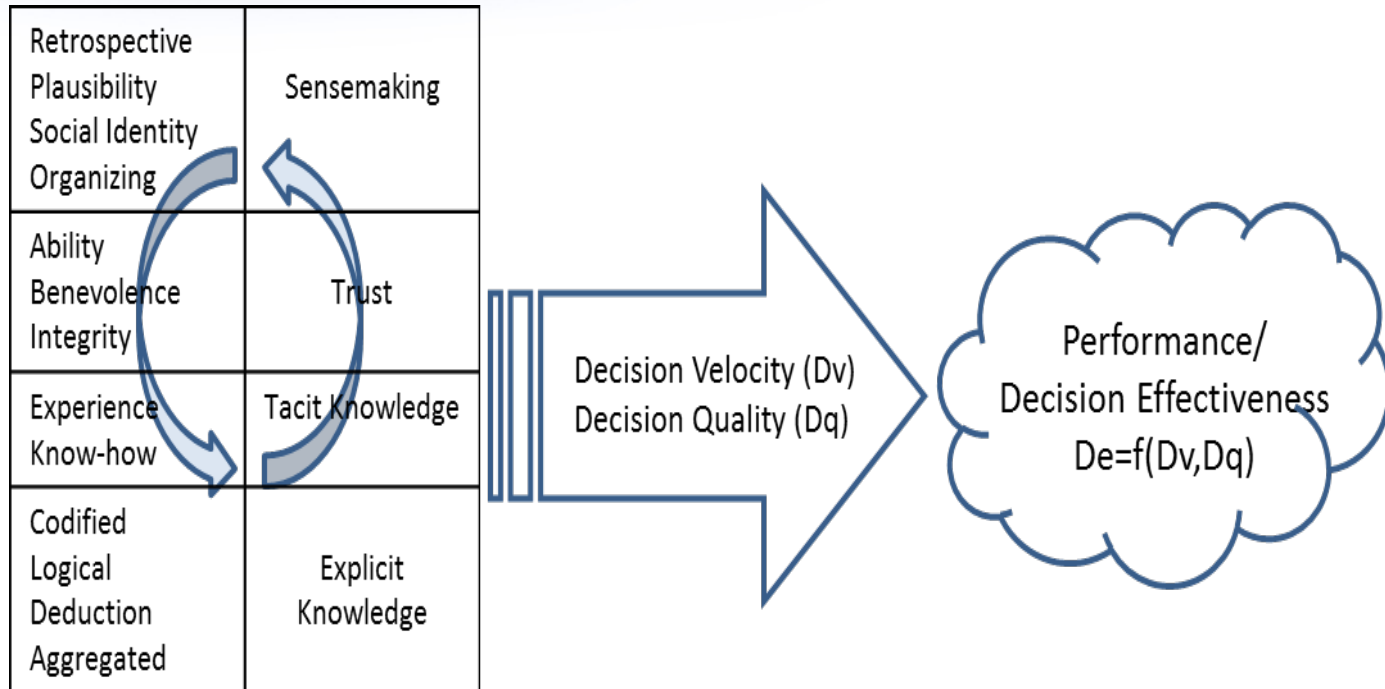 Retrospective
Plausibility
Social Identity
Organizing
Sensemaking
Ability
Benevolence
Integrity
Trust
Experience
Know-how
Tacit Knowledge
Codified
Logical
Deduction
Aggregated
Explicit
Knowledge
Decision Velocity (Dv)
Decision Quality (Dq)
Performance/
Decision Effectiveness
De=f(Dv,Dq)